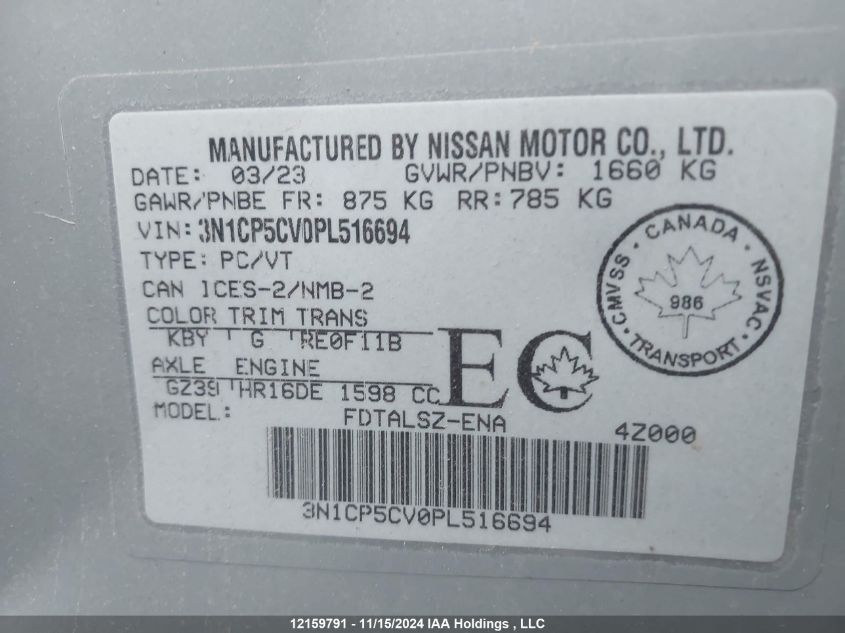 MANUFACTURED BY NISSAN MOTOR CO., LTD.
DATE: 03/23 GVWR/PNBV: 1660 KG
GAWR/PNBE FR: 875 KG RR: 785 KG
VIN: 3N1CP5CV0PL516694
TYPE: PC/VT
CAN ICES-2/NMB-2
COLOR TRIM TRANS
KBY G RE0F11B
AXLE ENGINE
GZ39 HR16DE 1598 CC
MODEL: FDTALSZ-ENA
4Z000
EC
CANADA
CMVSS · NSVAC
986
TRANSPORT
3N1CP5CV0PL516694
12159791 - 11/15/2024 IAA Holdings , LLC